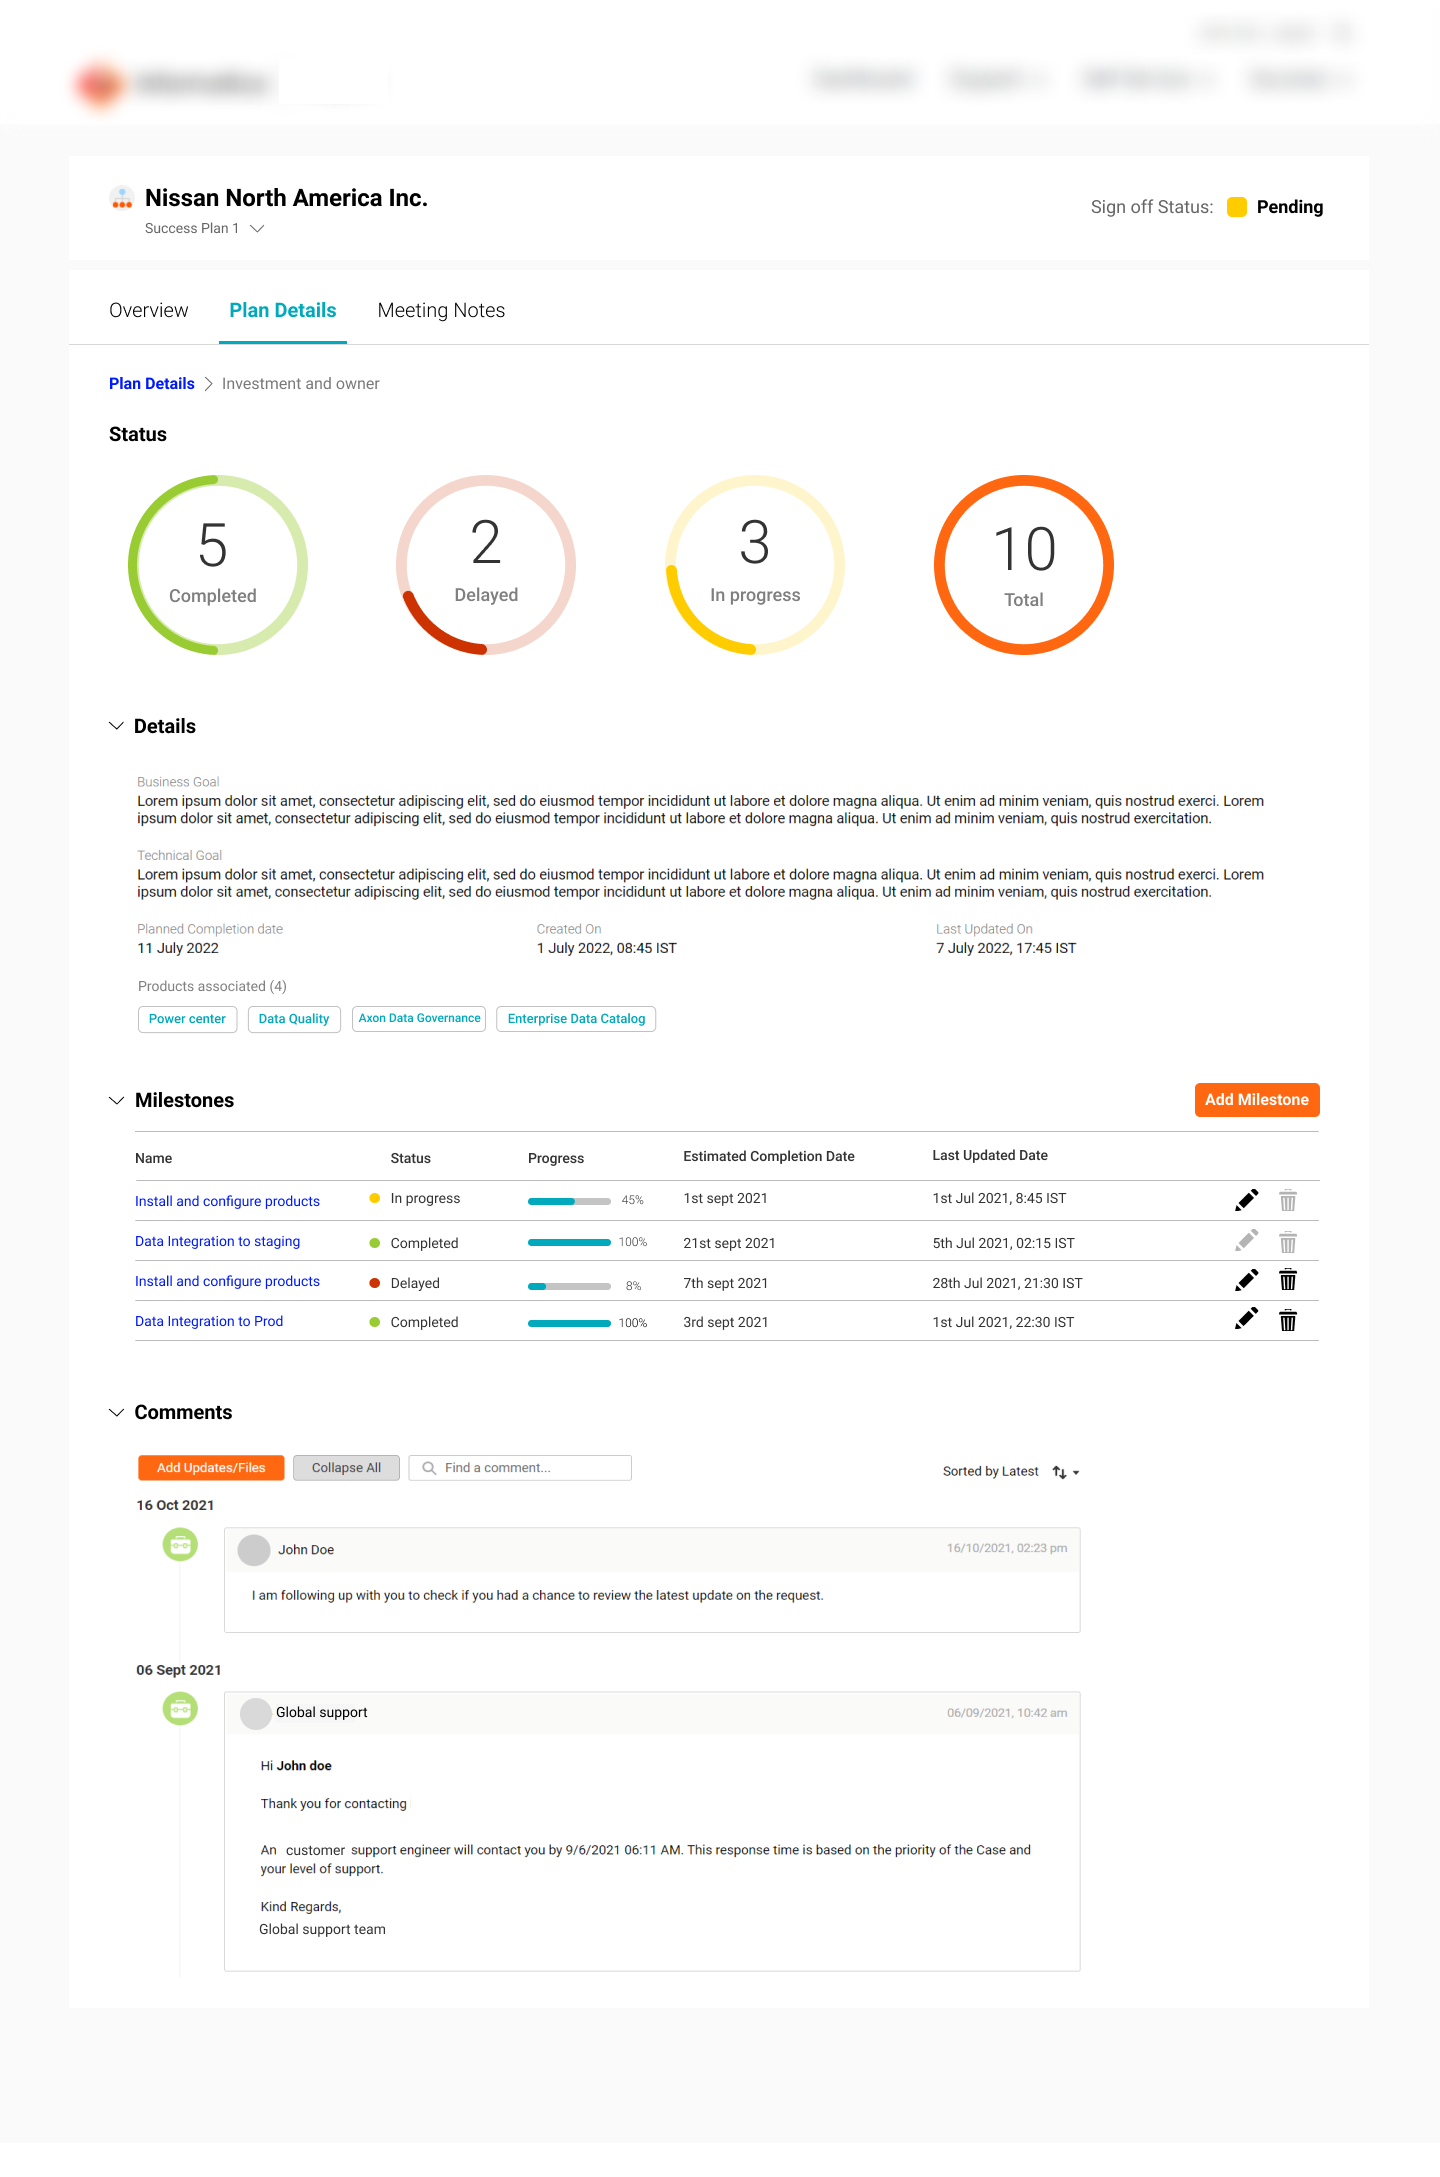 Nissan North America Inc.
Success Plan 1
Sign off Status: Pending
Overview Plan Details Meeting Notes
Plan Details Investment and owner
Status
5 2 3 10
Completed Delayed In progress Total
Details
Business Goal
Lorem ipsum dolor sit amet, consectetur adipiscing elit, sed do eiusmod tempor incididunt ut labore et dolore magna aliqua. Ut enim ad minim veniam, quis nostrud exerci. Lorem
ipsum dolor sit amet, consectetur adipiscing elit, sed do eiusmod tempor incididunt ut labore et dolore magna aliqua. Ut enim ad minim veniam, quis nostrud exercitation.
Technical Goal
Lorem ipsum dolor sit amet, consectetur adipiscing elit, sed do eiusmod tempor incididunt ut labore et dolore magna aliqua. Ut enim ad minim veniam, quis nostrud exerci. Lorem
ipsum dolor sit amet, consectetur adipiscing elit, sed do eiusmod tempor incididunt ut labore et dolore magna aliqua. Ut enim ad minim veniam, quis nostrud exercitation.
Planned Completion date Created On Last Updated On
11 July 2022 1 July 2022, 08:45 IST 7 July 2022, 17:45 IST
Products associated (4)
Power center Data Quality Axon Data Governance Enterprise Data Catalog
Milestones Add Milestone
Name Status Progress Estimated Completion Date Last Updated Date
Install and configure products In progress 45% 1st sept 2021 1st Jul 2021, 8:45 IST
Data Integration to staging Completed 100% 21st sept 2021 5th Jul 2021, 02:15 IST
Install and configure products Delayed 8% 7th sept 2021 28th Jul 2021, 21:30 IST
Data Integration to Prod Completed 100% 3rd sept 2021 1st Jul 2021, 22:30 IST
Comments
Add Updates/Files Collapse All Find a comment... Sorted by Latest
16 Oct 2021
John Doe 16/10/2021, 02:23 pm
I am following up with you to check if you had a chance to review the latest update on the request.
06 Sept 2021
Global support 06/09/2021, 10:42 am
Hi John doe
Thank you for contacting
An customer support engineer will contact you by 9/6/2021 06:11 AM. This response time is based on the priority of the Case and
your level of support.
Kind Regards,
Global support team